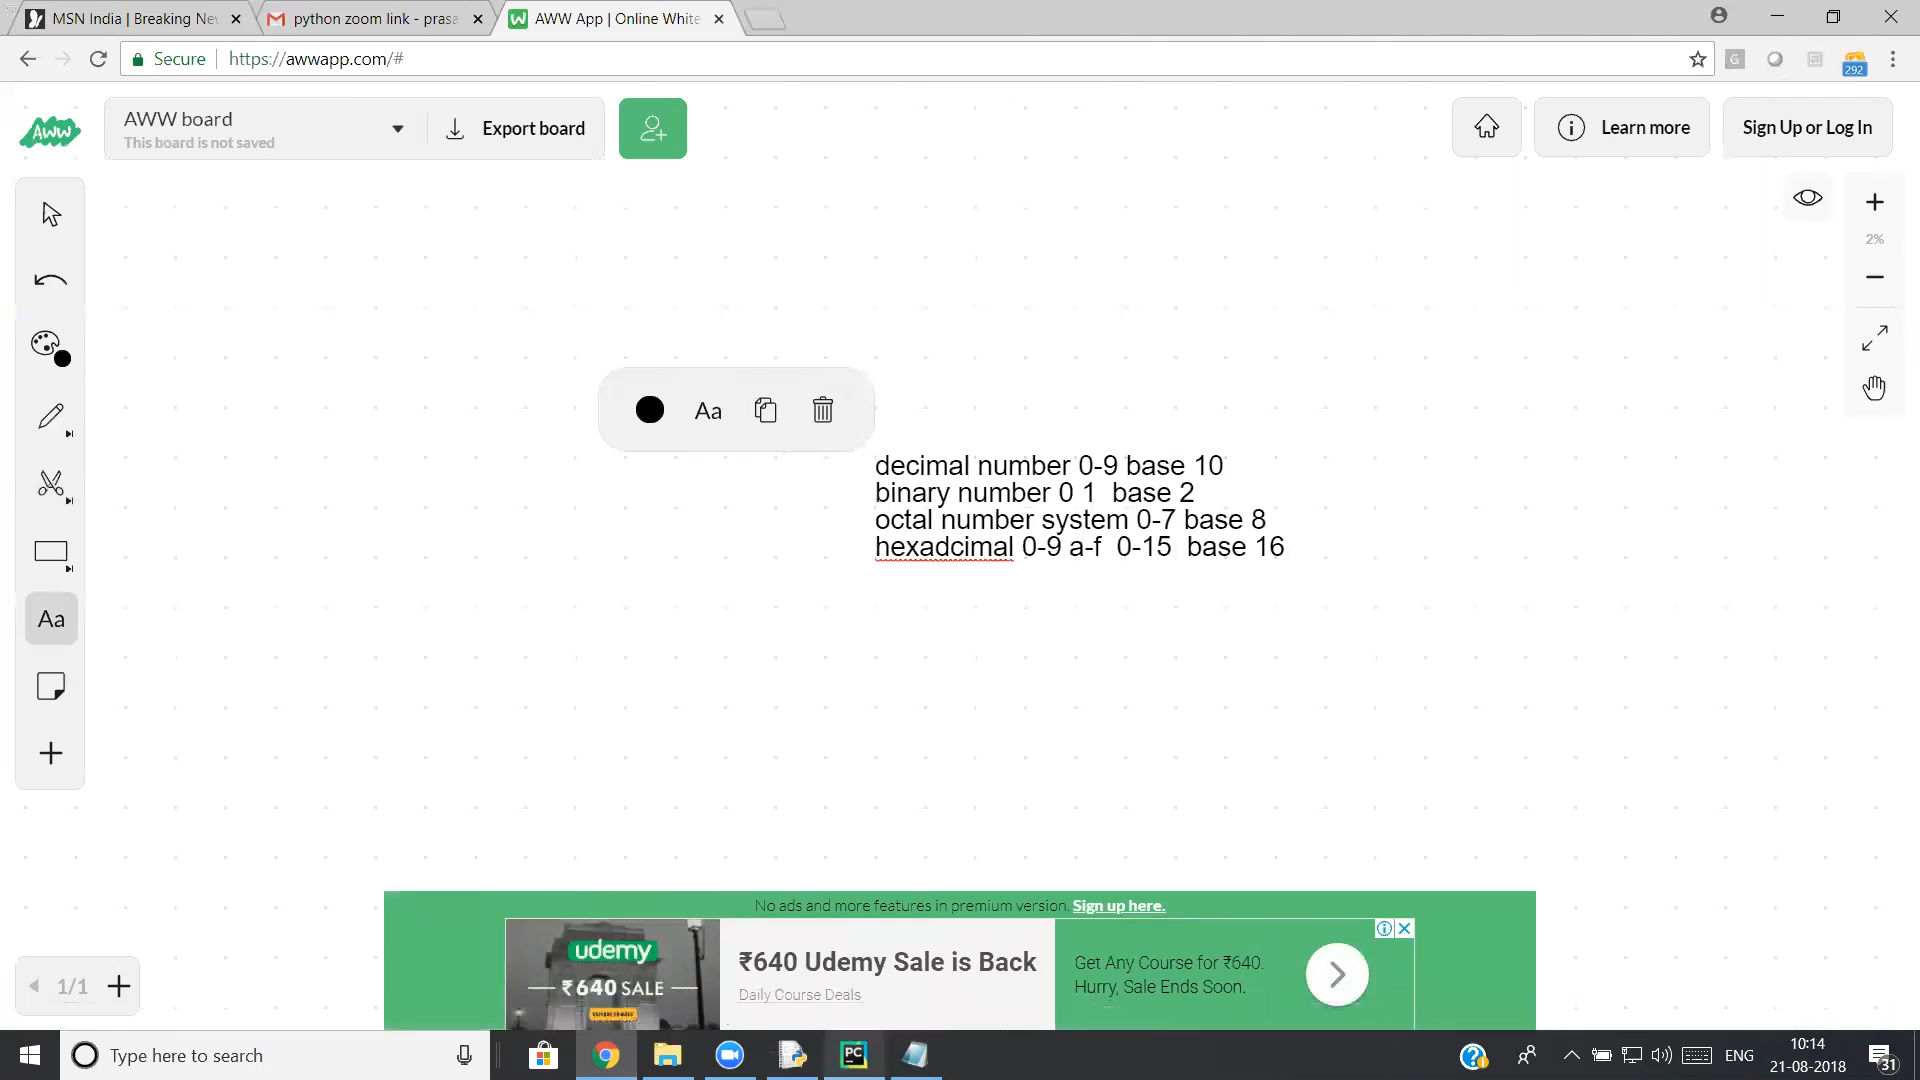 MSN India | Breaking Ne
python zoom link - prasa
AWW App | Online White
Secure
https://awwapp.com/#
G
292
AWW
AWW board
This board is not saved
Export board
Learn more
Sign Up or Log In
2%
Aa
decimal number 0-9 base 10
binary number 0 1 base 2
octal number system 0-7 base 8
hexadcimal 0-9 a-f 0-15 base 16
Aa
No ads and more features in premium version. Sign up here.
udemy
₹640 SALE
₹640 Udemy Sale is Back
Daily Course Deals
Get Any Course for ₹640.
Hurry, Sale Ends Soon.
1/1
Type here to search
PC
ENG
10:14
21-08-2018
31